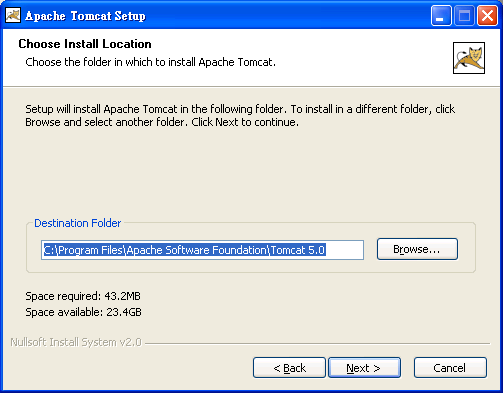 Apache Tomcat Setup
Choose Install Location
Choose the folder in which to install Apache Tomcat.
Setup will install Apache Tomcat in the following folder. To install in a different folder, click
Browse and select another folder. Click Next to continue.
Destination Folder
C:\Program Files\Apache Software Foundation\Tomcat 5.0
Browse...
Space required: 43.2MB
Space available: 23.4GB
Nullsoft Install System v2.0
< Back
Next >
Cancel